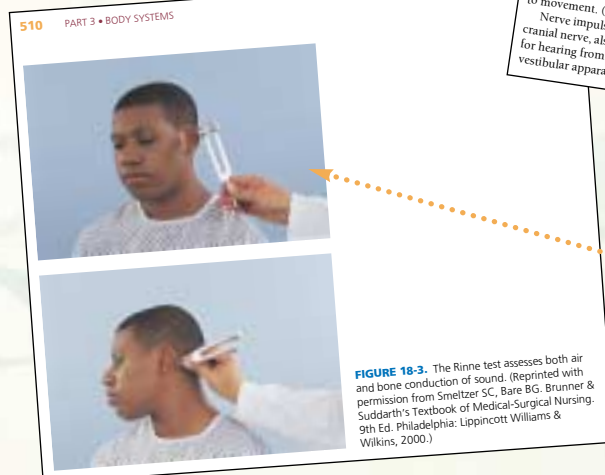 510 PART 3 • BODY SYSTEMS
to movement. (
Nerve impuls
cranial nerve, als
for hearing from
vestibular appara
FIGURE 18-3. The Rinne test assesses both air
and bone conduction of sound. (Reprinted with
permission from Smeltzer SC, Bare BG. Brunner &
Suddarth's Textbook of Medical-Surgical Nursing.
9th Ed. Philadelphia: Lippincott Williams &
Wilkins, 2000.)